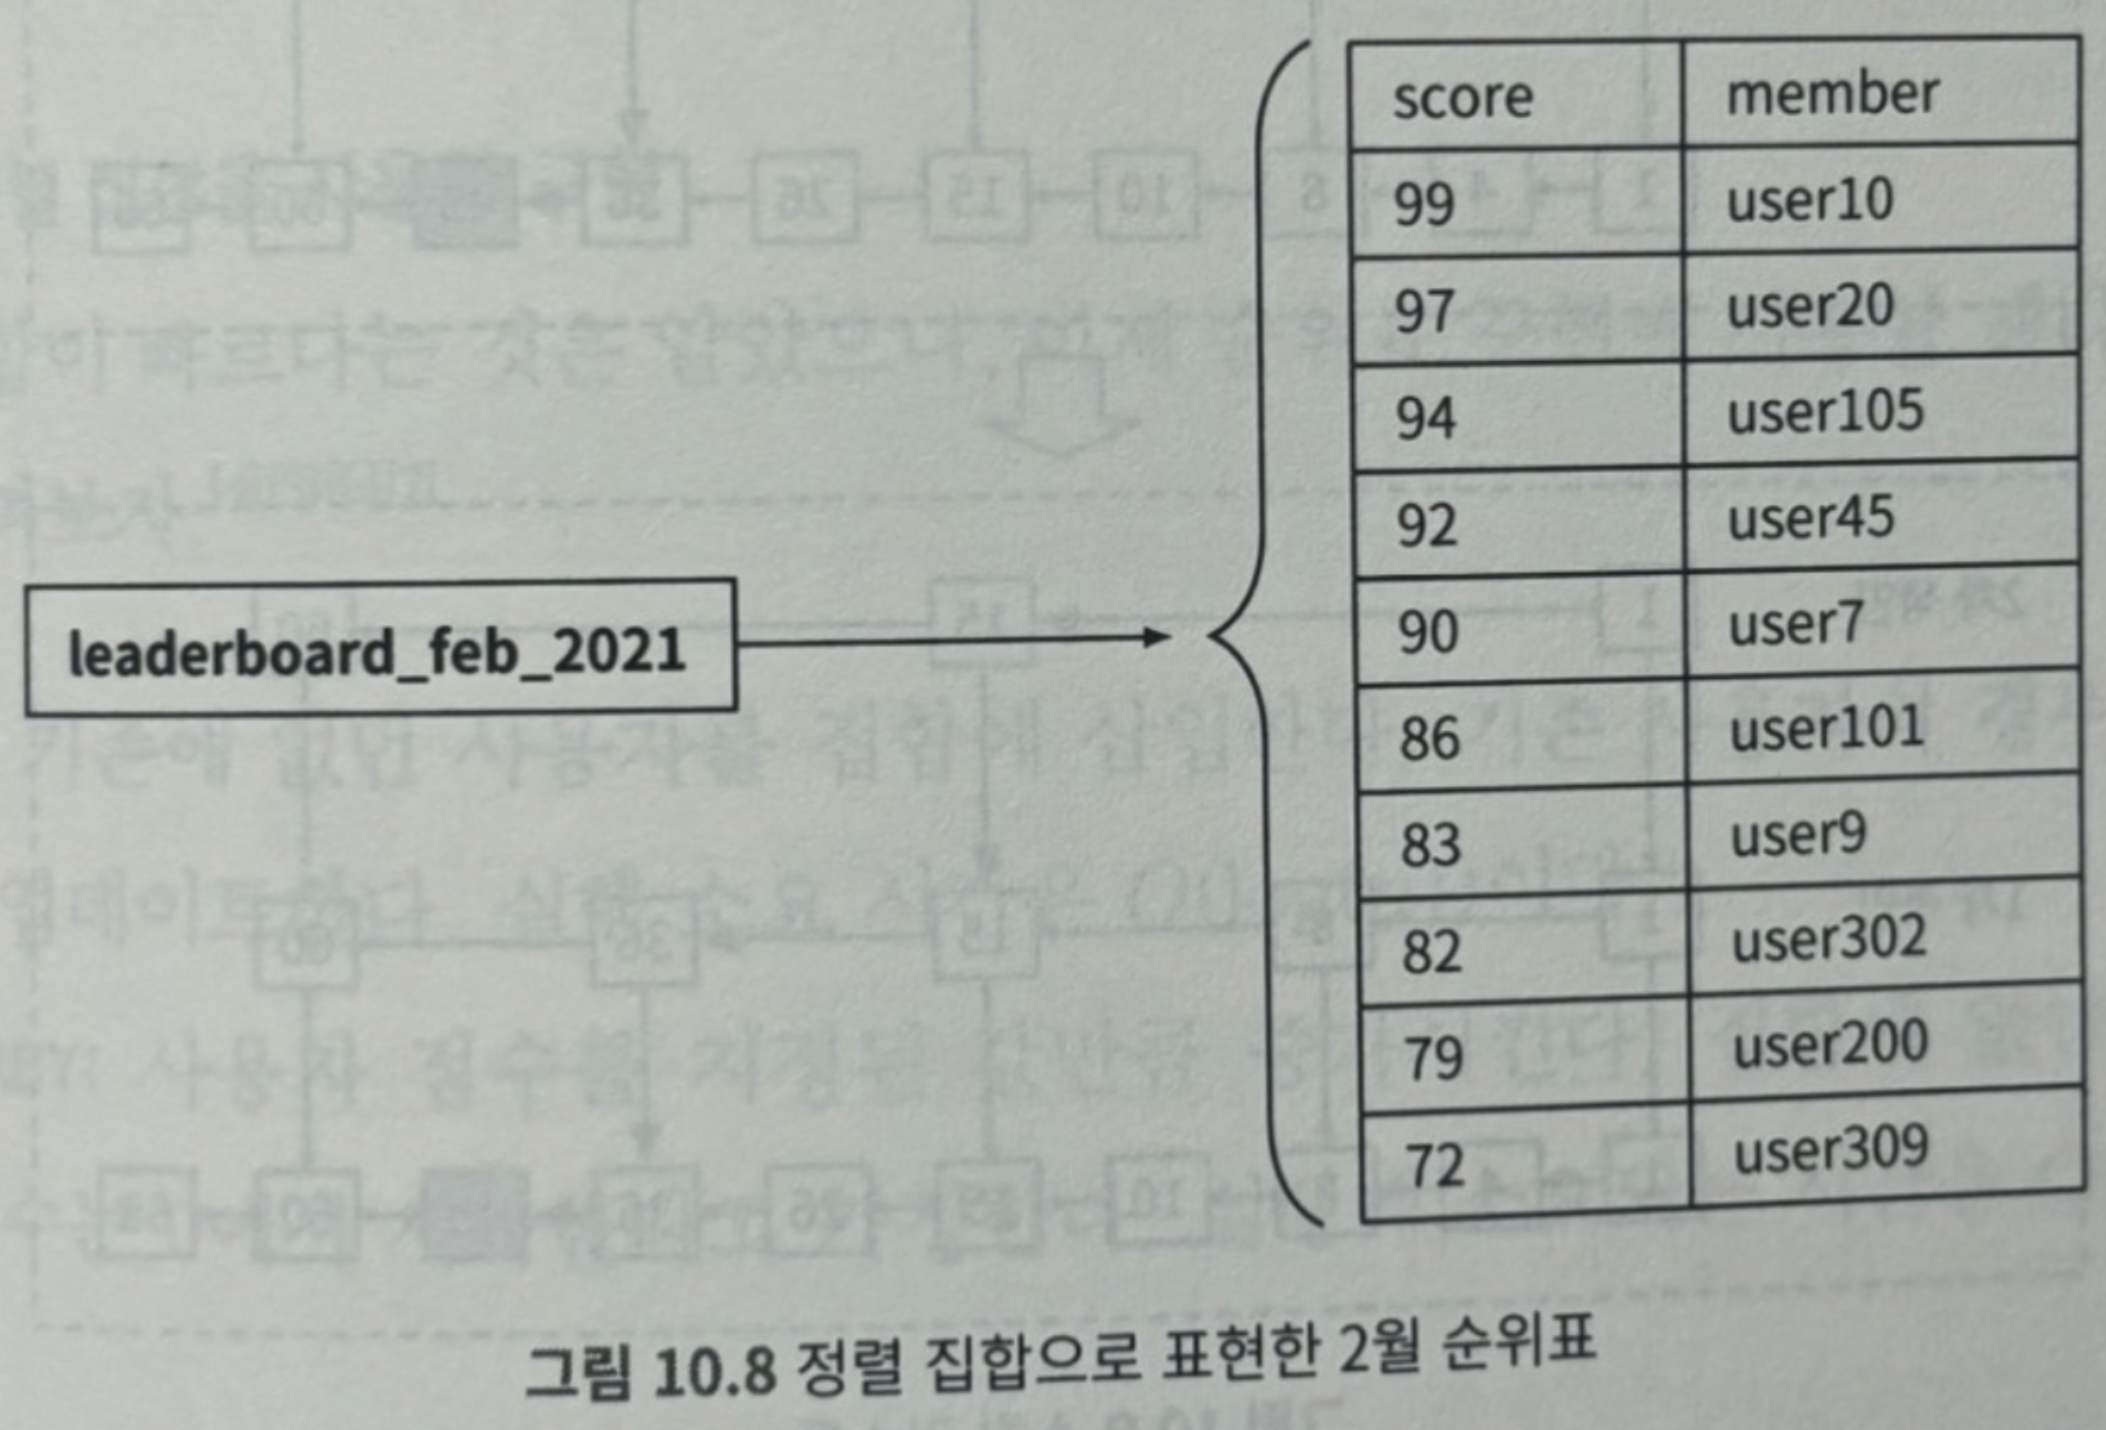 score member
99 user10
97 user20
94 user105
92 user45
90 user7
86 user101
83 user9
82 user302
79 user200
72 user309
leaderboard_feb_2021
그림 10.8 정렬 집합으로 표현한 2월 순위표